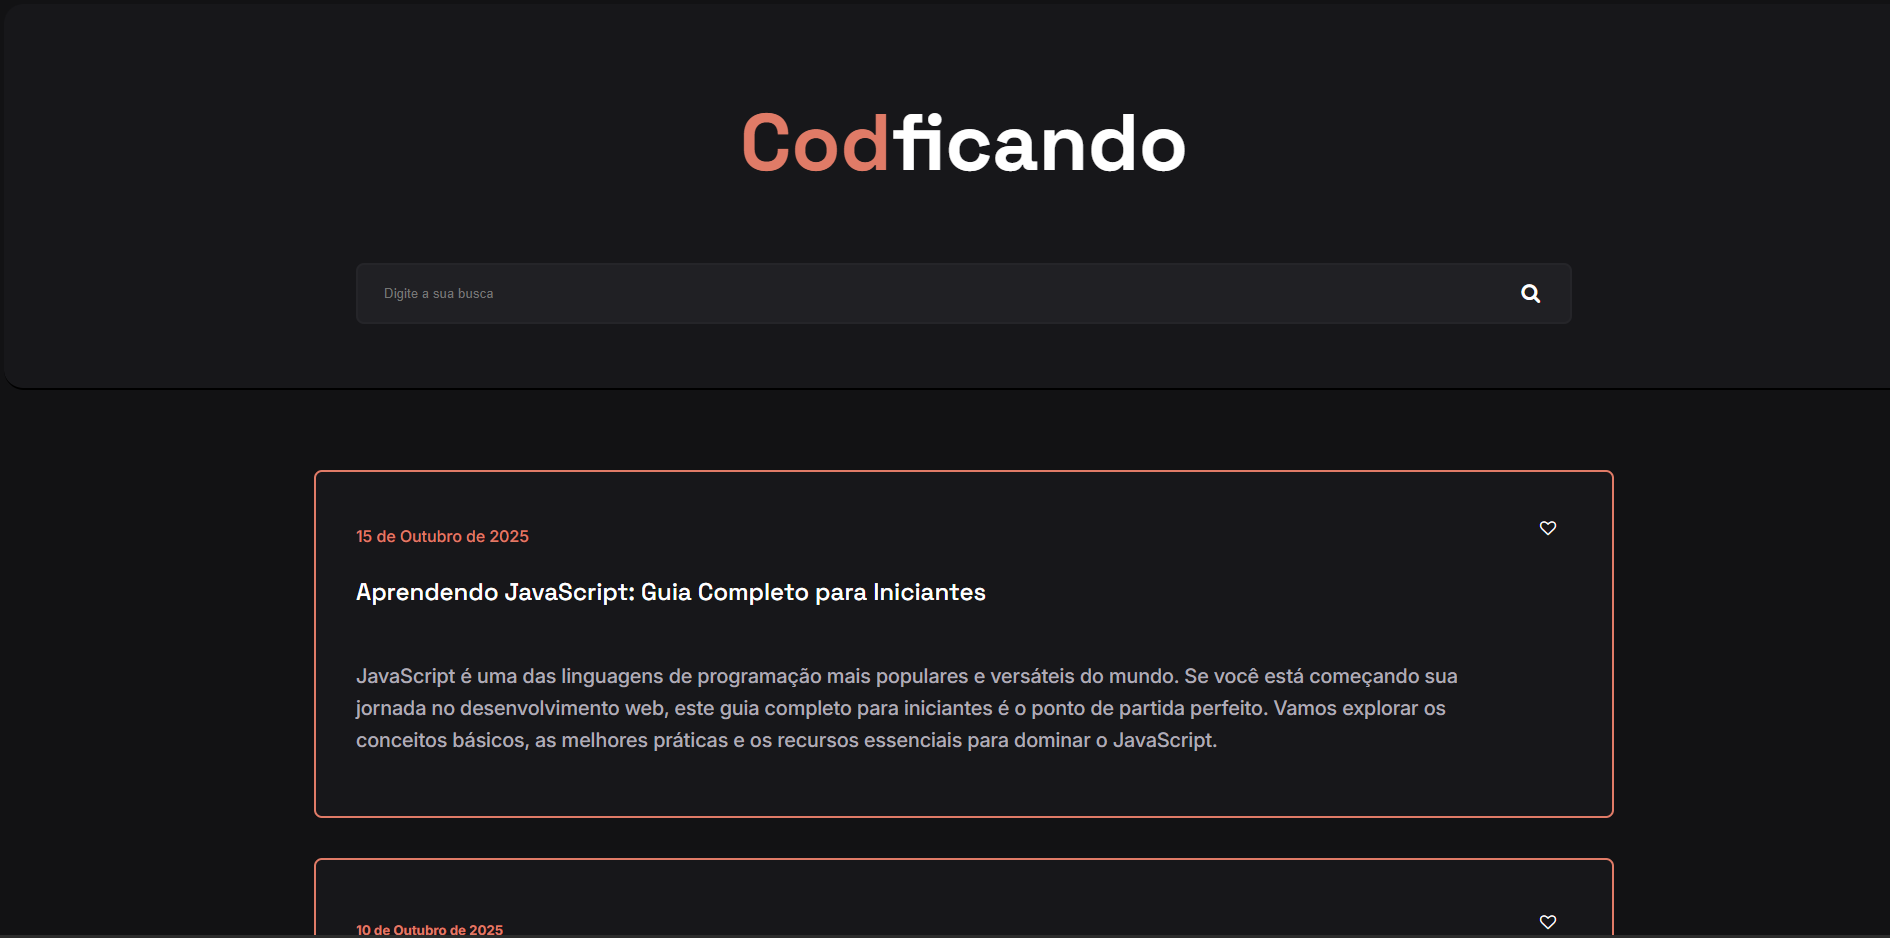 Codficando
Digite a sua busca
15 de Outubro de 2025
Aprendendo JavaScript: Guia Completo para Iniciantes
JavaScript é uma das linguagens de programação mais populares e versáteis do mundo. Se você está começando sua
jornada no desenvolvimento web, este guia completo para iniciantes é o ponto de partida perfeito. Vamos explorar os
conceitos básicos, as melhores práticas e os recursos essenciais para dominar o JavaScript.
10 de Outubro de 2025